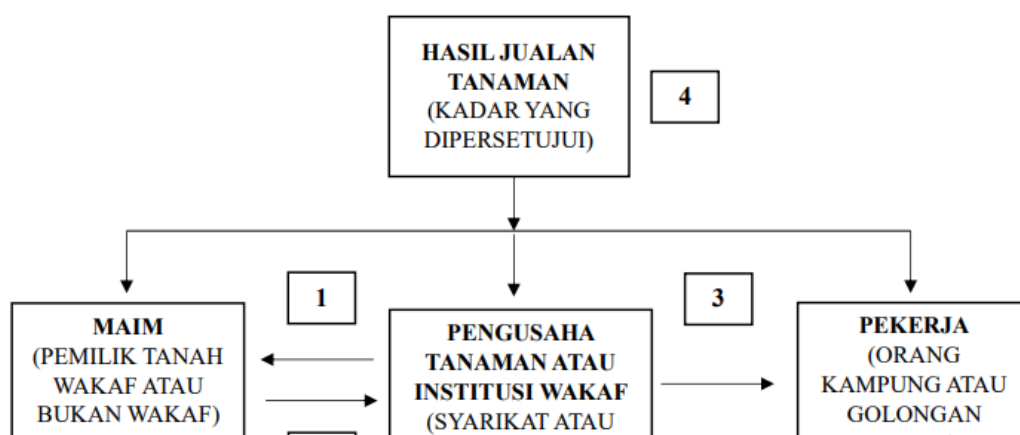 HASIL JUALAN
TANAMAN
(KADAR YANG
DIPERSETUJUI)
4
1
3
MAIM
(PEMILIK TANAH
WAKAF ATAU
BUKAN WAKAF)
PENGUSAHA
TANAMAN ATAU
INSTITUSI WAKAF
(SYARIKAT ATAU
PEKERJA
(ORANG
KAMPUNG ATAU
GOLONGAN